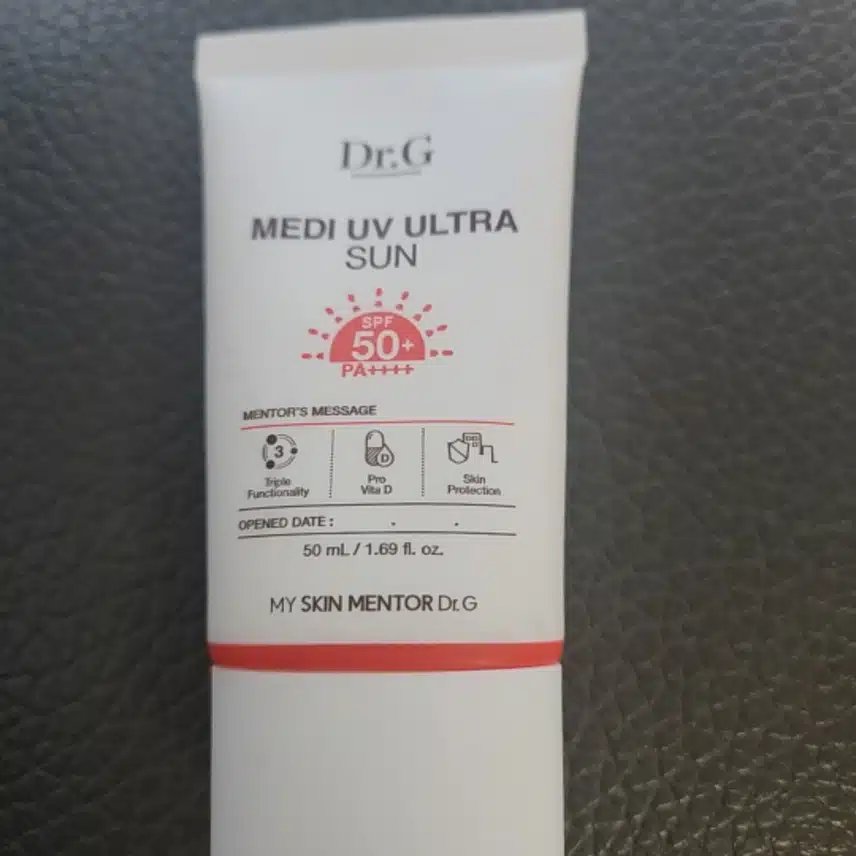 Dr.G
MEDI UV ULTRA
SUN
SPF
50+
PA++++
MENTOR'S MESSAGE
3
Triple
Functionality
D
Pro
Vita D
Skin
Protection
OPENED DATE : . .
50 mL / 1.69 fl. oz.
MY SKIN MENTOR Dr.G